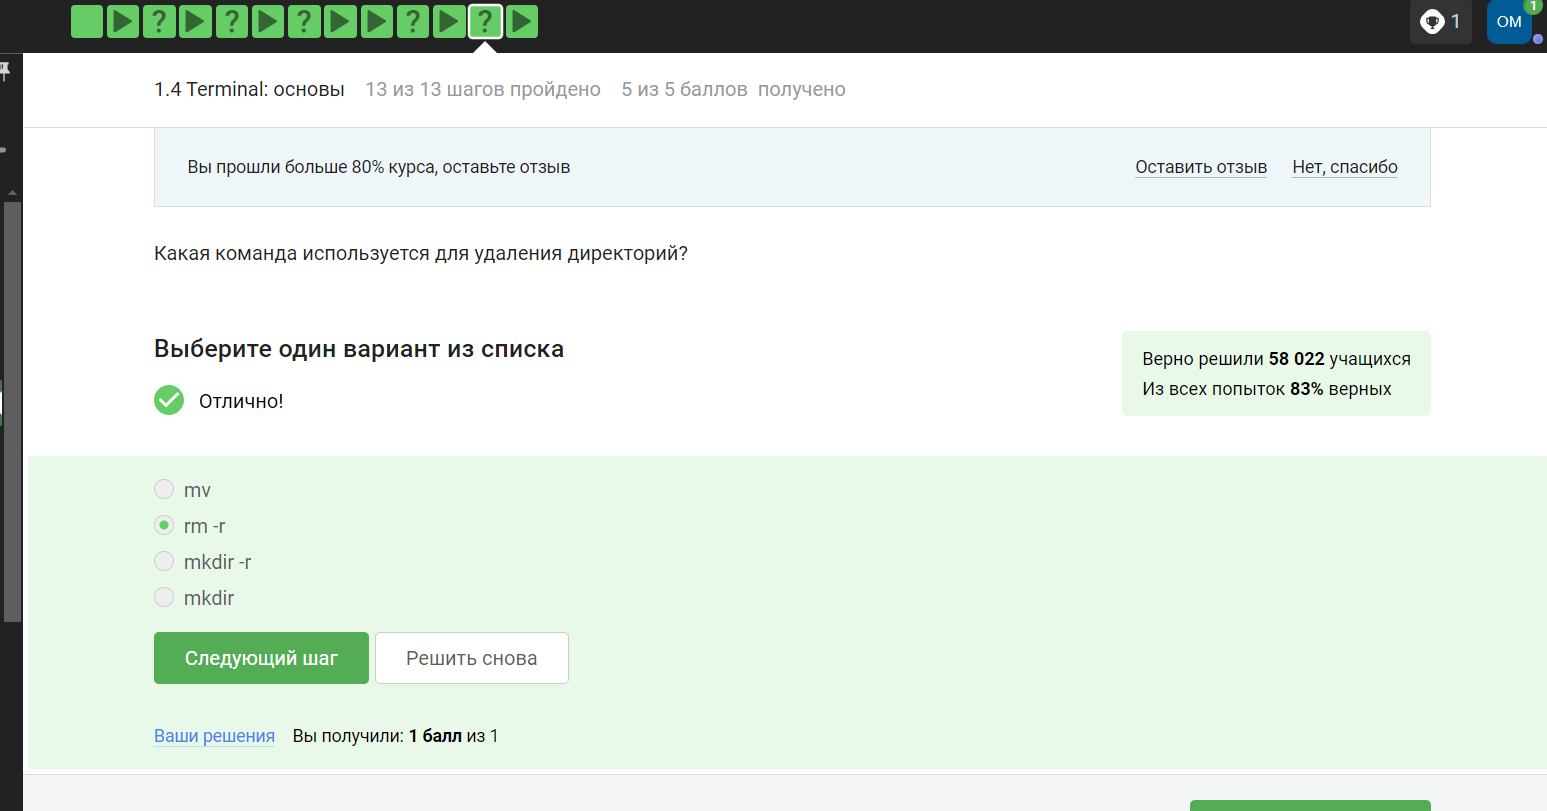 ? ? ? ? ?
1
OM
1
1.4 Terminal: основы 13 из 13 шагов пройдено 5 из 5 баллов получено
Вы прошли больше 80% курса, оставьте отзыв Оставить отзыв Нет, спасибо
Какая команда используется для удаления директорий?
Выберите один вариант из списка
Отлично!
Верно решили 58 022 учащихся
Из всех попыток 83% верных
mv
rm -r
mkdir -r
mkdir
Следующий шаг Решить снова
Ваши решения Вы получили: 1 балл из 1